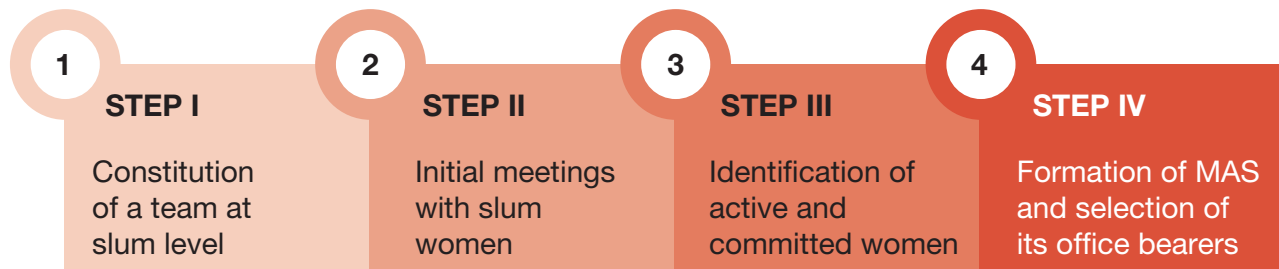 1
STEP I
Constitution
of a team at
slum level
2
STEP II
Initial meetings
with slum
women
3
STEP III
Identification of
active and
committed women
4
STEP IV
Formation of MAS
and selection of
its office bearers